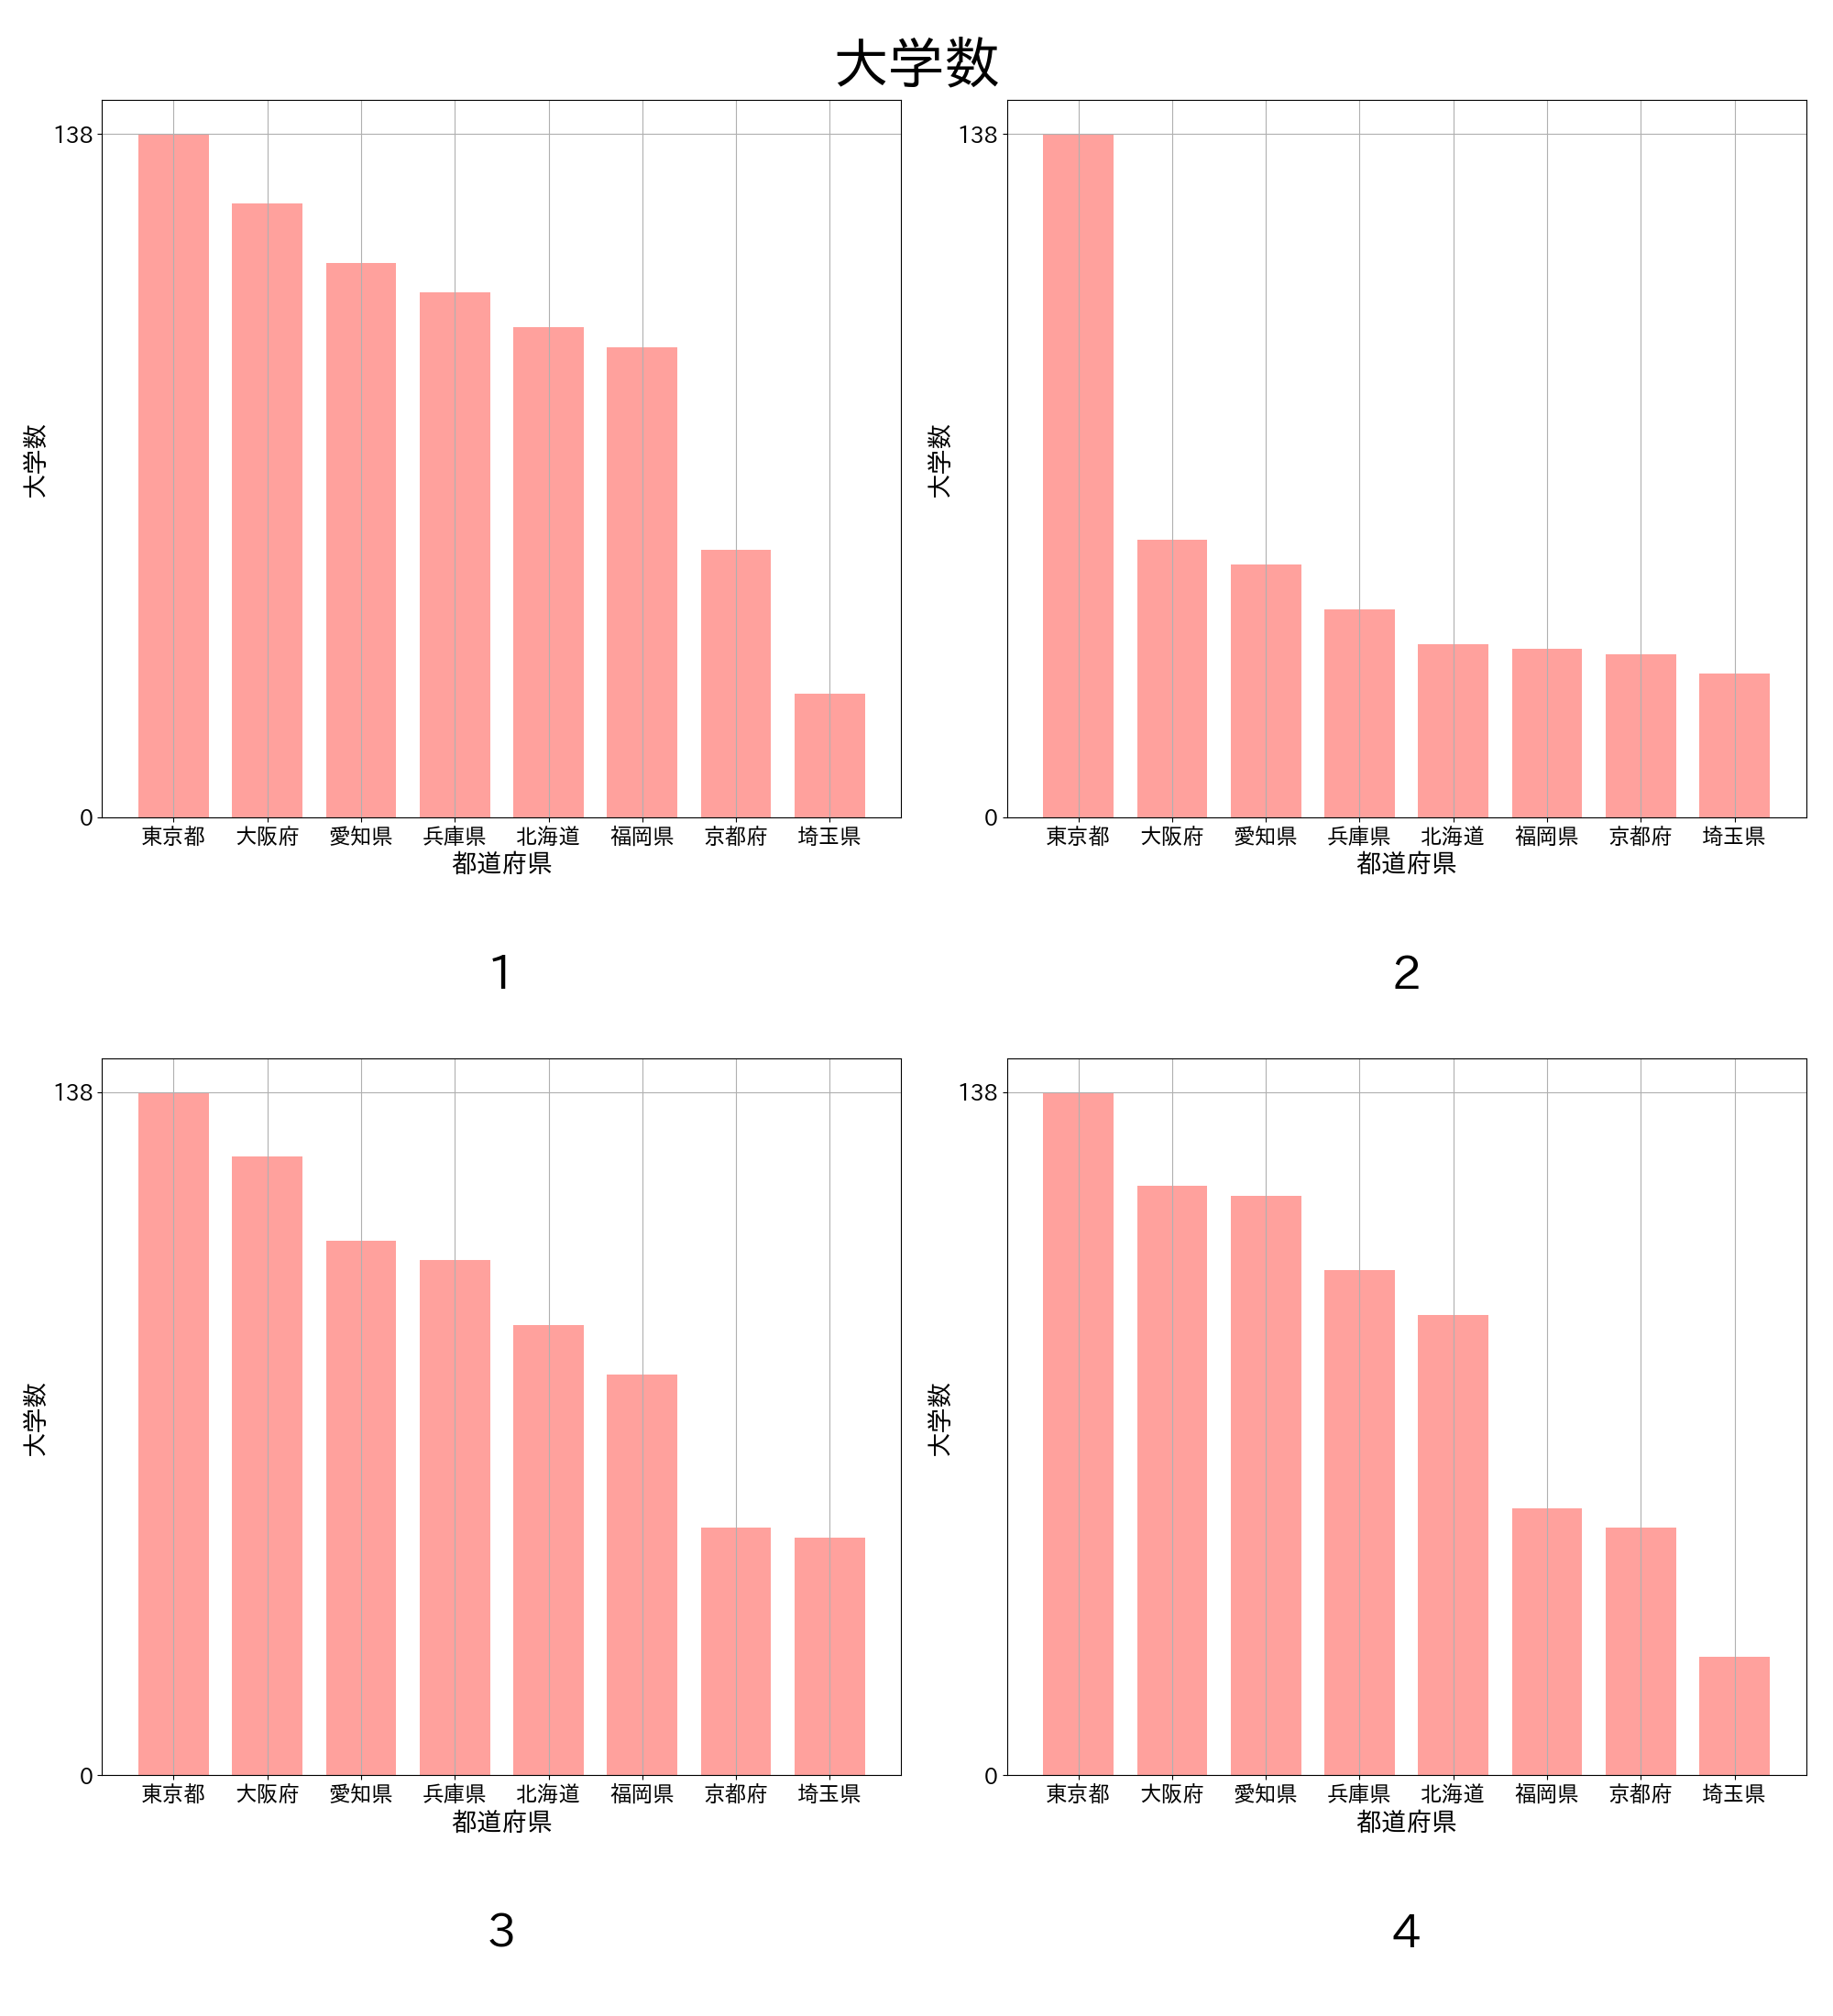 大学数
138
0
大学数
東京都 大阪府 愛知県 兵庫県 北海道 福岡県 京都府 埼玉県
都道府県
1
138
0
大学数
東京都 大阪府 愛知県 兵庫県 北海道 福岡県 京都府 埼玉県
都道府県
2
138
0
大学数
東京都 大阪府 愛知県 兵庫県 北海道 福岡県 京都府 埼玉県
都道府県
3
138
0
大学数
東京都 大阪府 愛知県 兵庫県 北海道 福岡県 京都府 埼玉県
都道府県
4